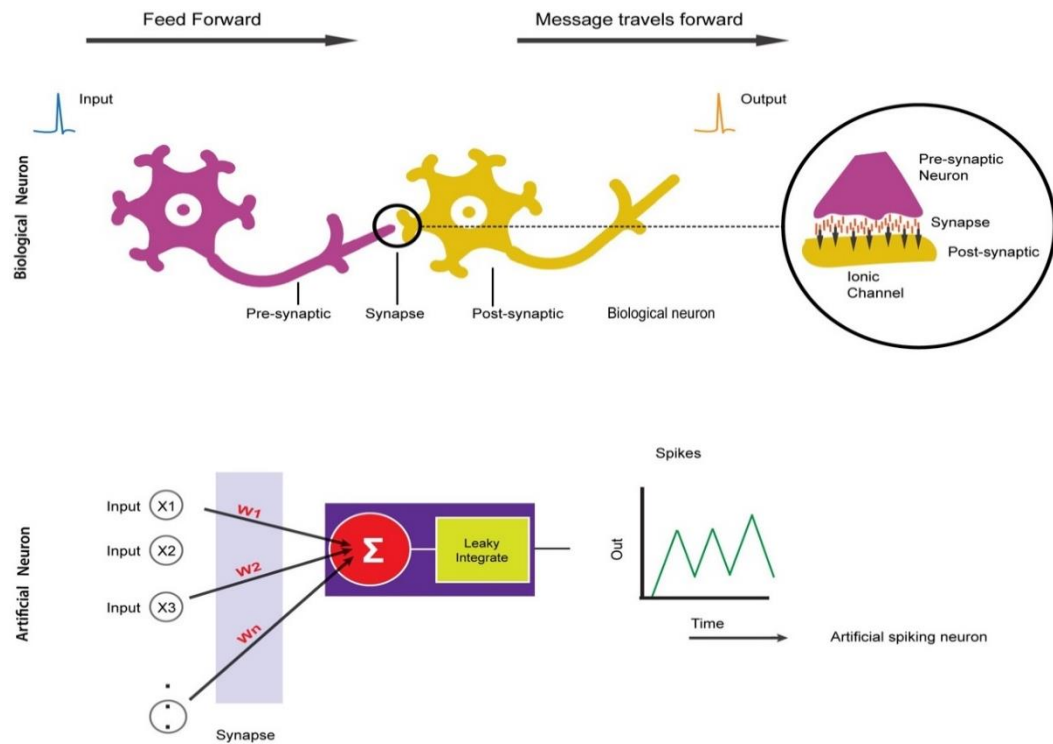 Feed Forward
Message travels forward
Input
Output
Biological Neuron
Pre-synaptic
Neuron
Synapse
Post-synaptic
Ionic
Channel
Pre-synaptic
Synapse
Post-synaptic
Biological neuron
Artificial Neuron
Input X1
Input X2
Input X3
W1
W2
Wn
Σ
Leaky
Integrate
Synapse
Spikes
Out
Time
Artificial spiking neuron